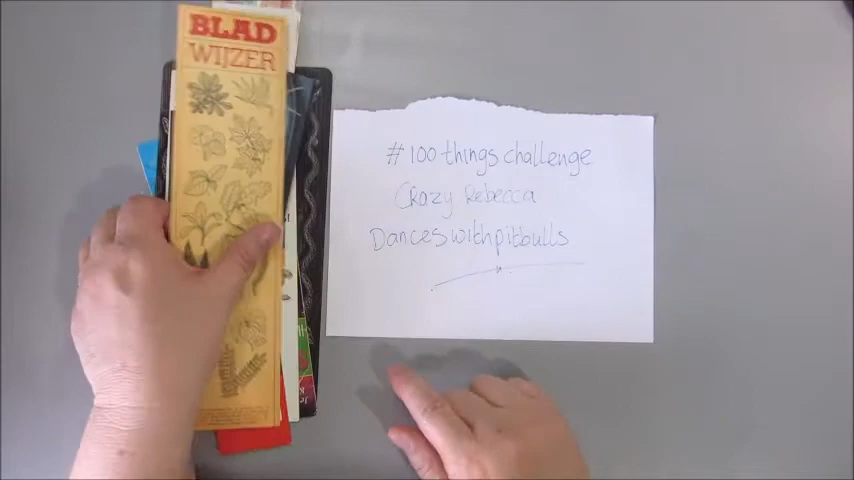 BLAD
WIJZER
#100 things challenge
Crazy Rebecca
Danceswithpitbulls